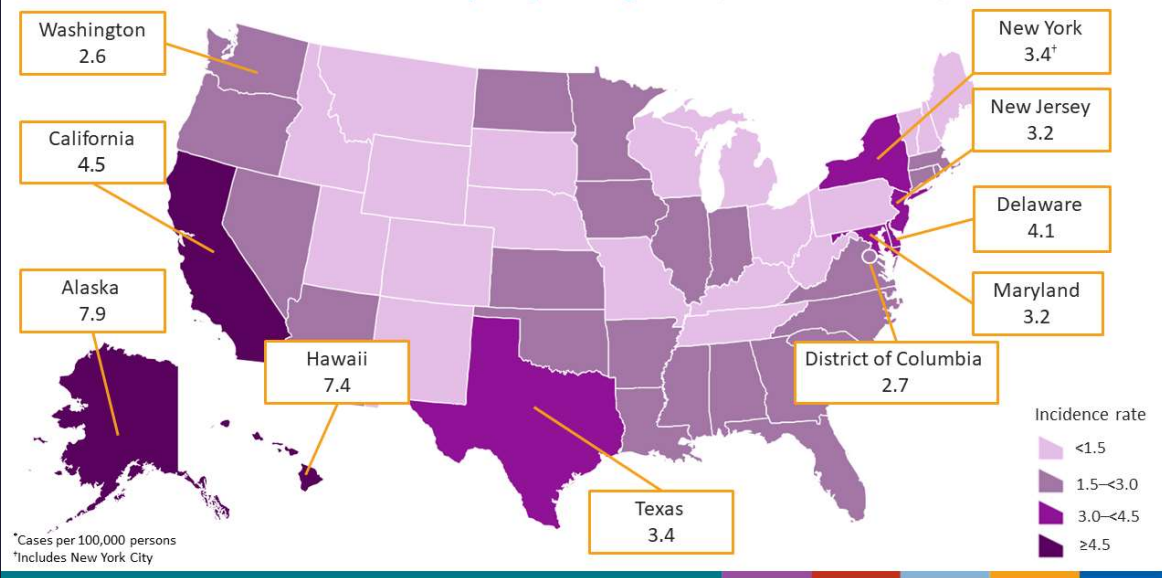 Washington
2.6
New York
3.4†
New Jersey
3.2
California
4.5
Delaware
4.1
Alaska
7.9
Maryland
3.2
Hawaii
7.4
District of Columbia
2.7
Texas
3.4
Incidence rate
<1.5
1.5–<3.0
3.0–<4.5
≥4.5
*Cases per 100,000 persons
†Includes New York City